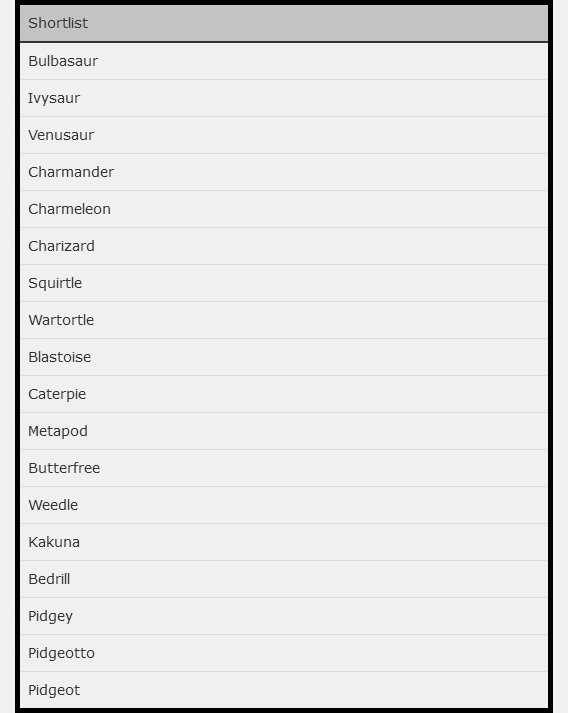 Shortlist
Bulbasaur
Ivysaur
Venusaur
Charmander
Charmeleon
Charizard
Squirtle
Wartortle
Blastoise
Caterpie
Metapod
Butterfree
Weedle
Kakuna
Bedrill
Pidgey
Pidgeotto
Pidgeot